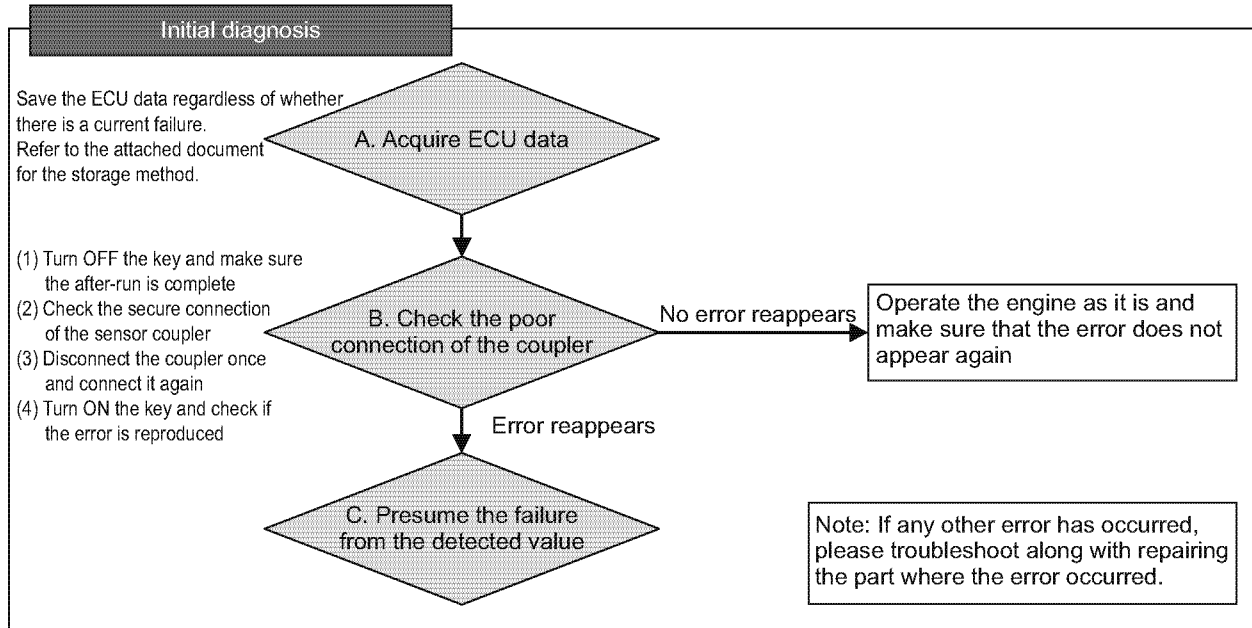 Initial diagnosis
Save the ECU data regardless of whether
there is a current failure.
Refer to the attached document
for the storage method.
A. Acquire ECU data
(1) Turn OFF the key and make sure
the after-run is complete
(2) Check the secure connection
of the sensor coupler
(3) Disconnect the coupler once
and connect it again
(4) Turn ON the key and check if
the error is reproduced
B. Check the poor
connection of the coupler
No error reappears
Operate the engine as it is and
make sure that the error does not
appear again
Error reappears
C. Presume the failure
from the detected value
Note: If any other error has occurred,
please troubleshoot along with repairing
the part where the error occurred.